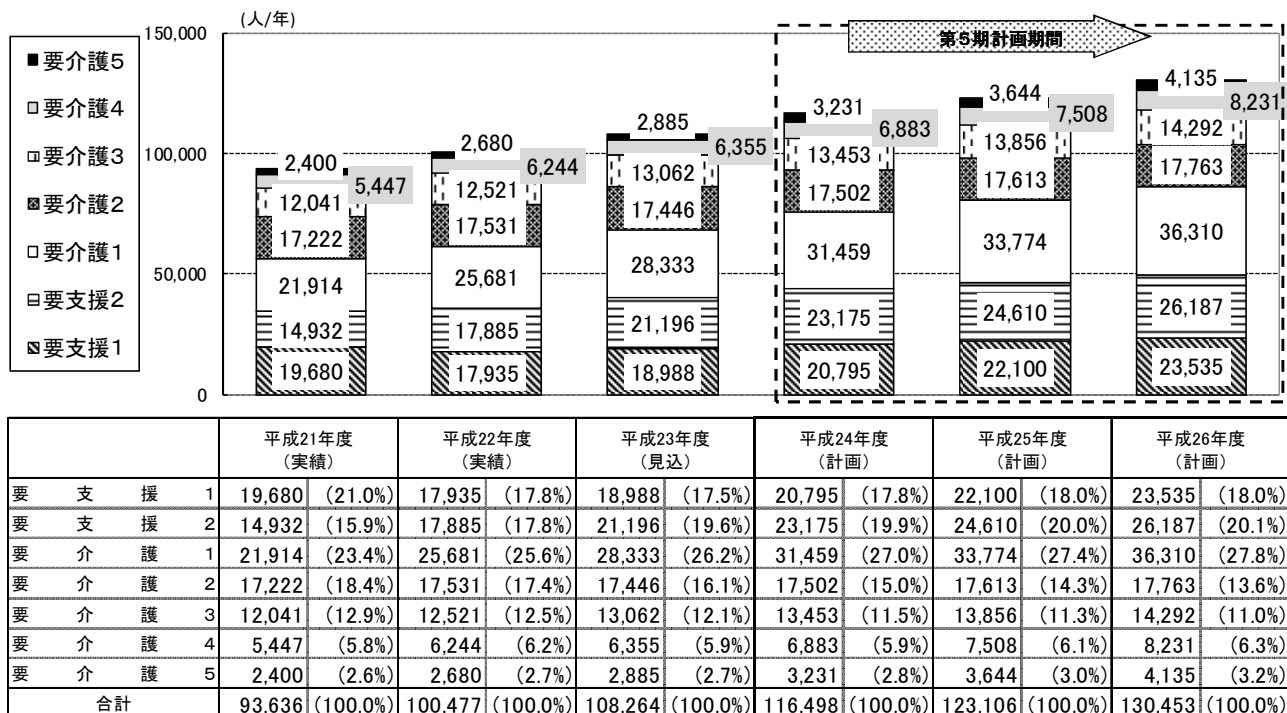 (人/年)
150,000
100,000
50,000
0
■要介護5
□要介護4
要介護3
要介護2
□要介護1
要支援2
要支援1
第5期計画期間
2,400
5,447
12,041
17,222
21,914
14,932
19,680
2,680
6,244
12,521
17,531
25,681
17,885
17,935
2,885
6,355
13,062
17,446
28,333
21,196
18,988
3,231
6,883
13,453
17,502
31,459
23,175
20,795
3,644
7,508
13,856
17,613
33,774
24,610
22,100
4,135
8,231
14,292
17,763
36,310
26,187
23,535
平成21年度 平成22年度 平成23年度 平成24年度 平成25年度 平成26年度
(実績) (実績) (見込) (計画) (計画) (計画)
要支援1 19,680 (21.0%) 17,935 (17.8%) 18,988 (17.5%) 20,795 (17.8%) 22,100 (18.0%) 23,535 (18.0%)
要支援2 14,932 (15.9%) 17,885 (17.8%) 21,196 (19.6%) 23,175 (19.9%) 24,610 (20.0%) 26,187 (20.1%)
要介護1 21,914 (23.4%) 25,681 (25.6%) 28,333 (26.2%) 31,459 (27.0%) 33,774 (27.4%) 36,310 (27.8%)
要介護2 17,222 (18.4%) 17,531 (17.4%) 17,446 (16.1%) 17,502 (15.0%) 17,613 (14.3%) 17,763 (13.6%)
要介護3 12,041 (12.9%) 12,521 (12.5%) 13,062 (12.1%) 13,453 (11.5%) 13,856 (11.3%) 14,292 (11.0%)
要介護4 5,447 (5.8%) 6,244 (6.2%) 6,355 (5.9%) 6,883 (5.9%) 7,508 (6.1%) 8,231 (6.3%)
要介護5 2,400 (2.6%) 2,680 (2.7%) 2,885 (2.7%) 3,231 (2.8%) 3,644 (3.0%) 4,135 (3.2%)
合計 93,636 (100.0%) 100,477 (100.0%) 108,264 (100.0%) 116,498 (100.0%) 123,106 (100.0%) 130,453 (100.0%)